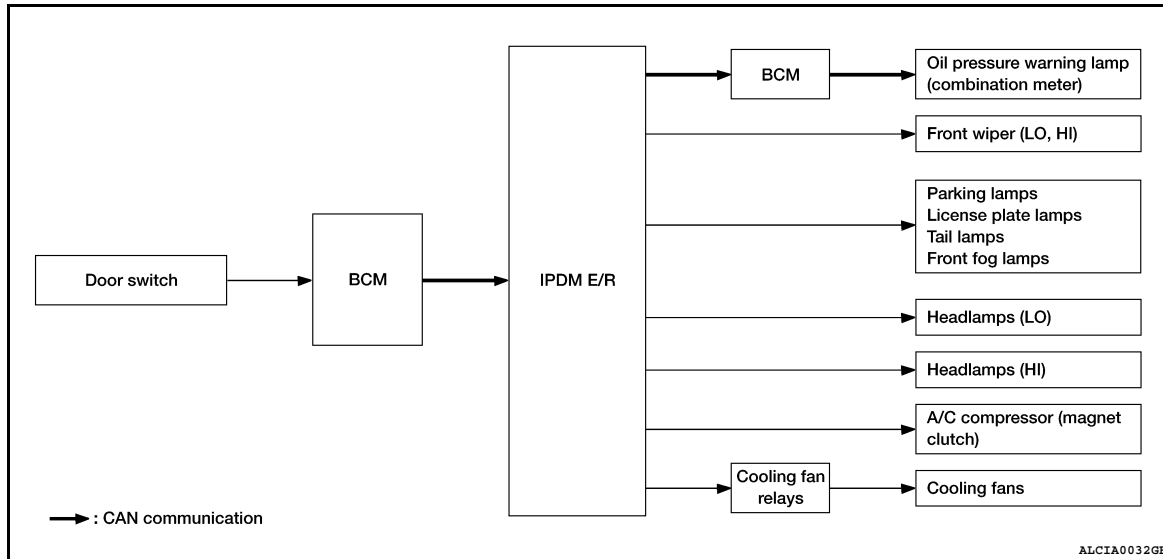 Door switch
BCM
IPDM E/R
BCM
Oil pressure warning lamp
(combination meter)
Front wiper (LO, HI)
Parking lamps
License plate lamps
Tail lamps
Front fog lamps
Headlamps (LO)
Headlamps (HI)
A/C compressor (magnet
clutch)
Cooling fan
relays
Cooling fans
: CAN communication